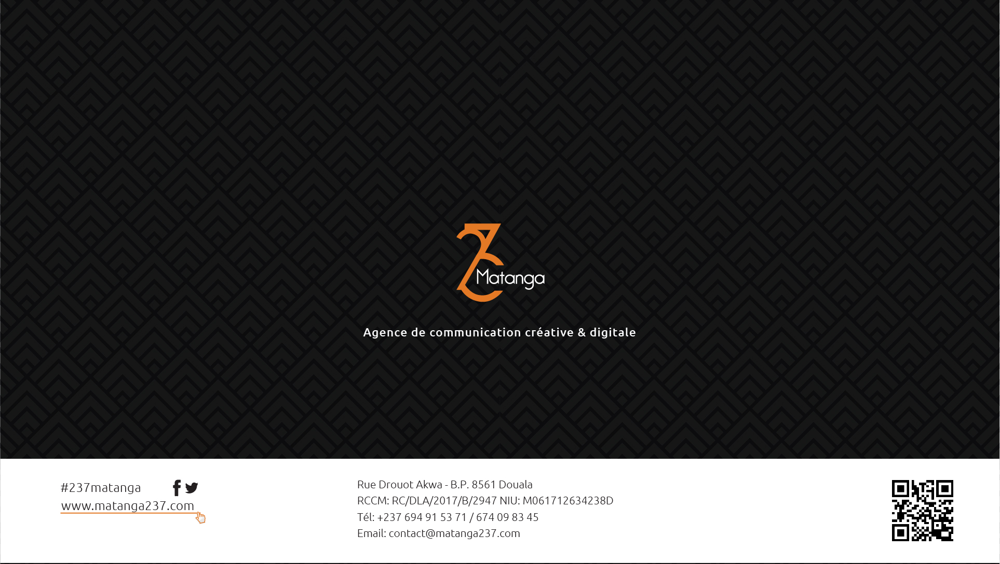 237
Matanga
Agence de communication créative & digitale
#237matanga
www.matanga237.com
Rue Drouot Akwa - B.P. 8561 Douala
RCCM: RC/DLA/2017/B/2947 NIU: M061712634238D
Tél: +237 694 91 53 71 / 674 09 83 45
Email: contact@matanga237.com